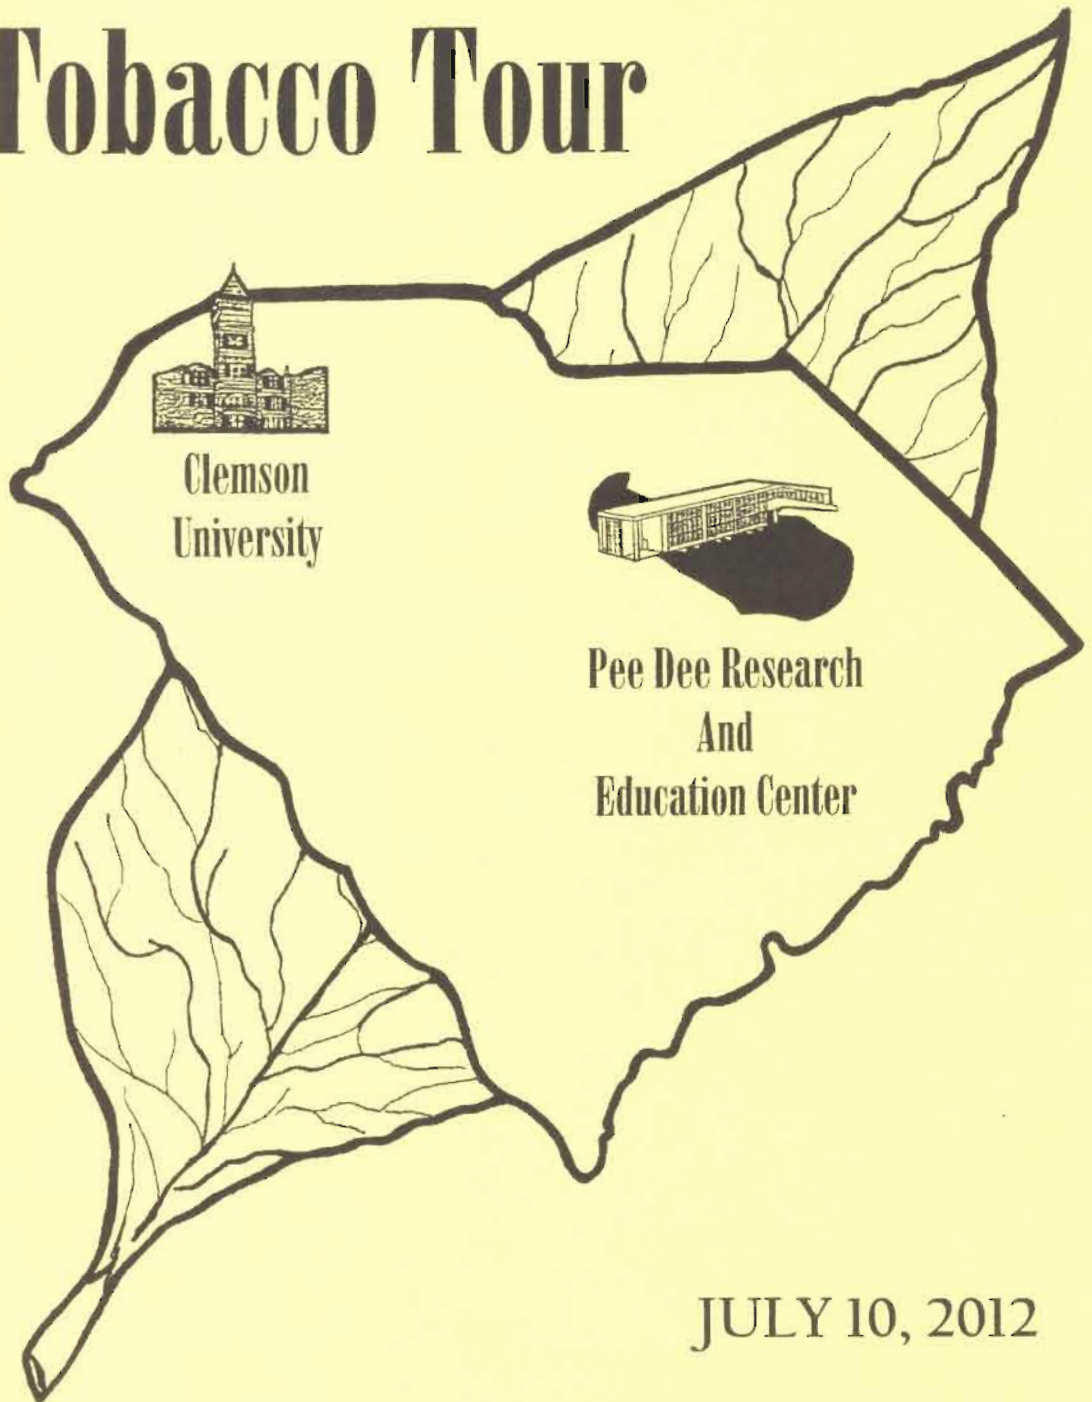 Tobacco Tour
Clemson
University
Pee Dee Research
And
Education Center
JULY 10, 2012